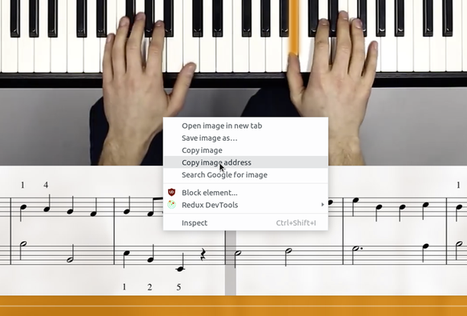 Open image in new tab
Save image as...
Copy image
Copy image address
Search Google for image
Block element...
Redux DevTools
Inspect Ctrl+Shift+I
1 4
1 2 5